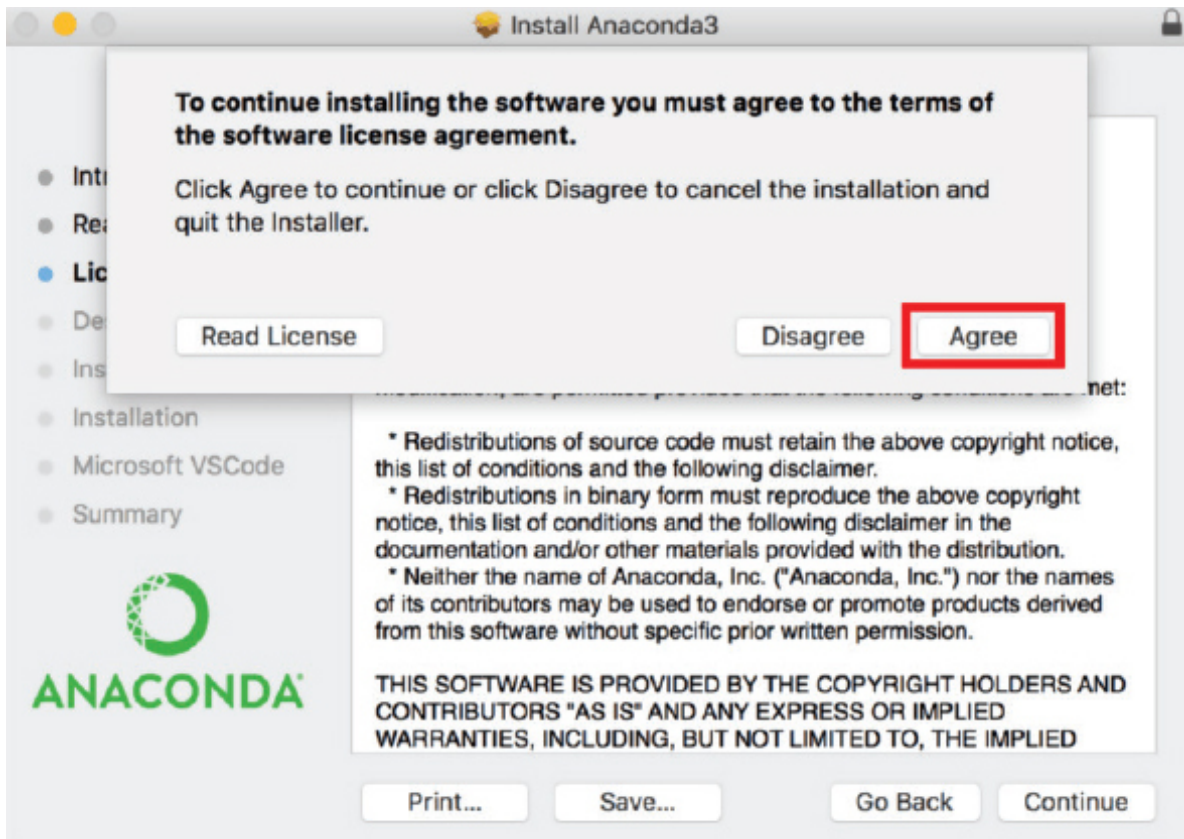 Install Anaconda3
To continue installing the software you must agree to the terms of
the software license agreement.
Click Agree to continue or click Disagree to cancel the installation and
quit the Installer.
Read License
Disagree
Agree
Lic
De
Ins
Installation
Microsoft VSCode
Summary
ANACONDA
met:
* Redistributions of source code must retain the above copyright notice,
this list of conditions and the following disclaimer.
* Redistributions in binary form must reproduce the above copyright
notice, this list of conditions and the following disclaimer in the
documentation and/or other materials provided with the distribution.
* Neither the name of Anaconda, Inc. ("Anaconda, Inc.") nor the names
of its contributors may be used to endorse or promote products derived
from this software without specific prior written permission.
THIS SOFTWARE IS PROVIDED BY THE COPYRIGHT HOLDERS AND
CONTRIBUTORS "AS IS" AND ANY EXPRESS OR IMPLIED
WARRANTIES, INCLUDING, BUT NOT LIMITED TO, THE IMPLIED
Print...
Save...
Go Back
Continue